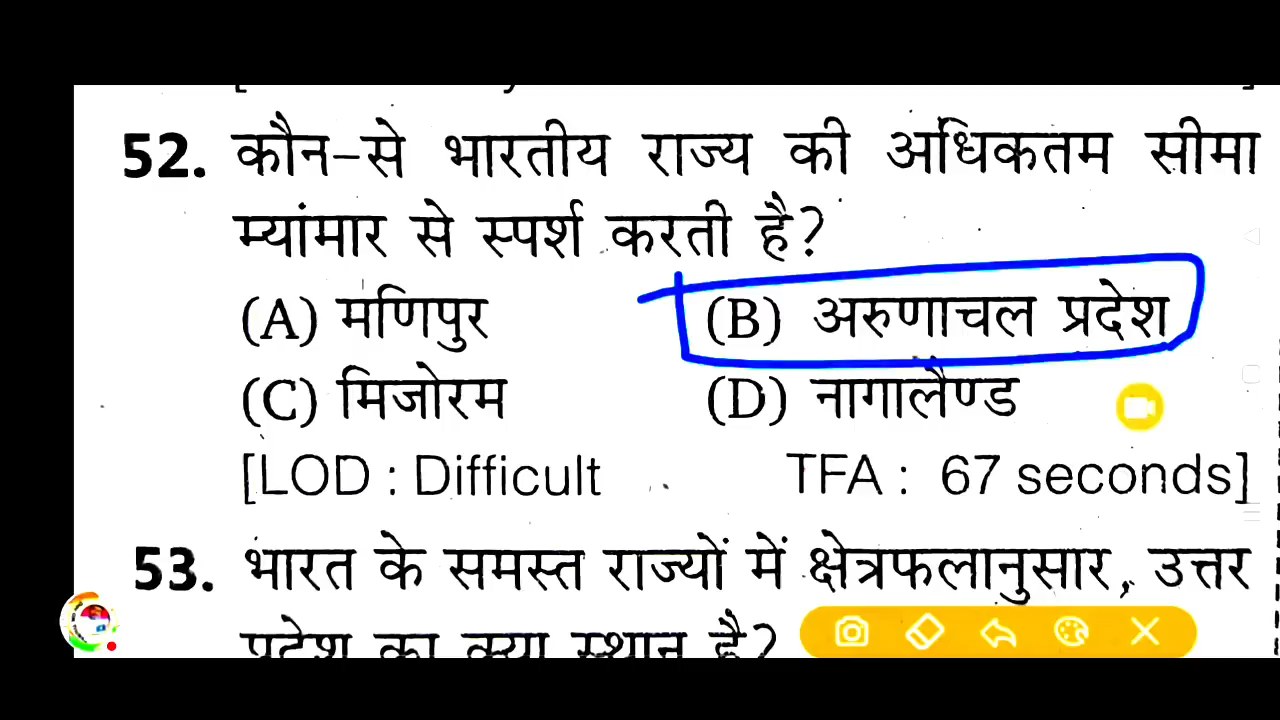 52. कौन-से भारतीय राज्य की अधिकतम सीमा
म्यांमार से स्पर्श करती है?
(A) मणिपुर (B) अरुणाचल प्रदेश
(C) मिजोरम (D) नागालैण्ड
[LOD : Difficult TFA : 67 seconds]
53. भारत के समस्त राज्यों में क्षेत्रफलानुसार, उत्तर
प्रदेश का क्या स्थान है?